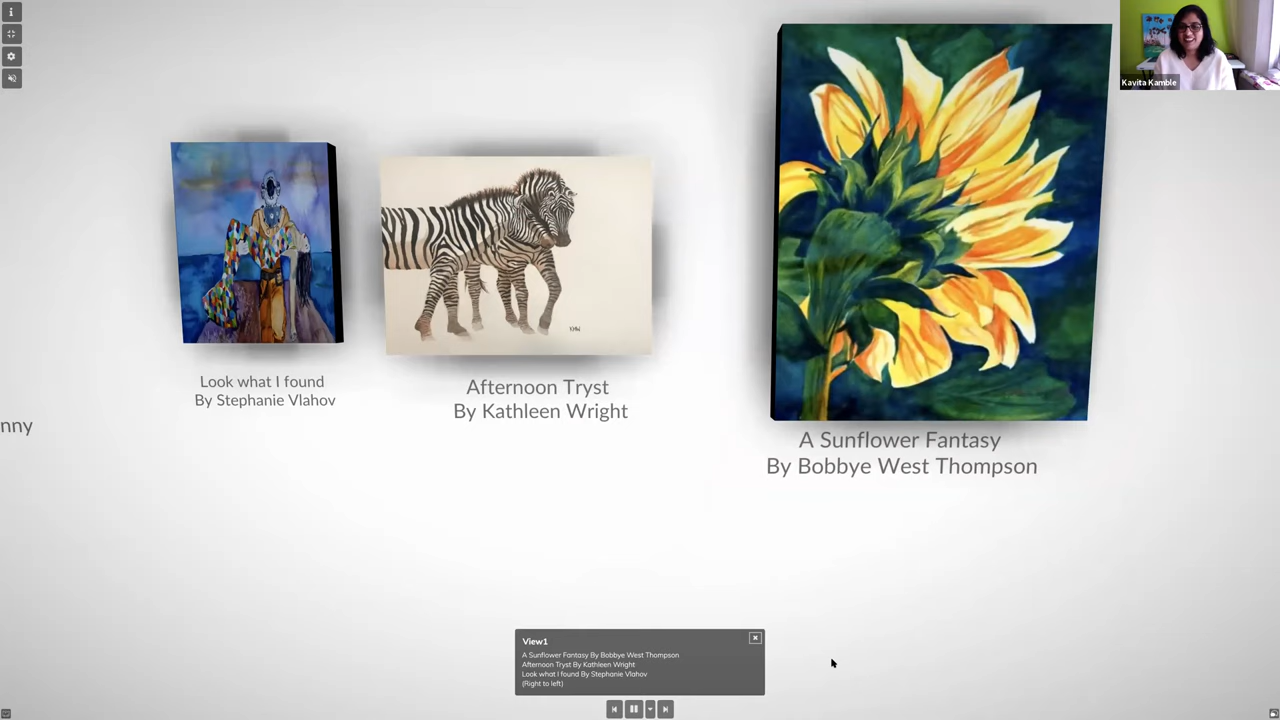 Kavita Kamble
Look what I found
By Stephanie Vlahov
Afternoon Tryst
By Kathleen Wright
A Sunflower Fantasy
By Bobbye West Thompson
nny
View1
A Sunflower Fantasy By Bobbye West Thompson
Afternoon Tryst By Kathleen Wright
Look what I found By Stephanie Vlahov
(Right to left)